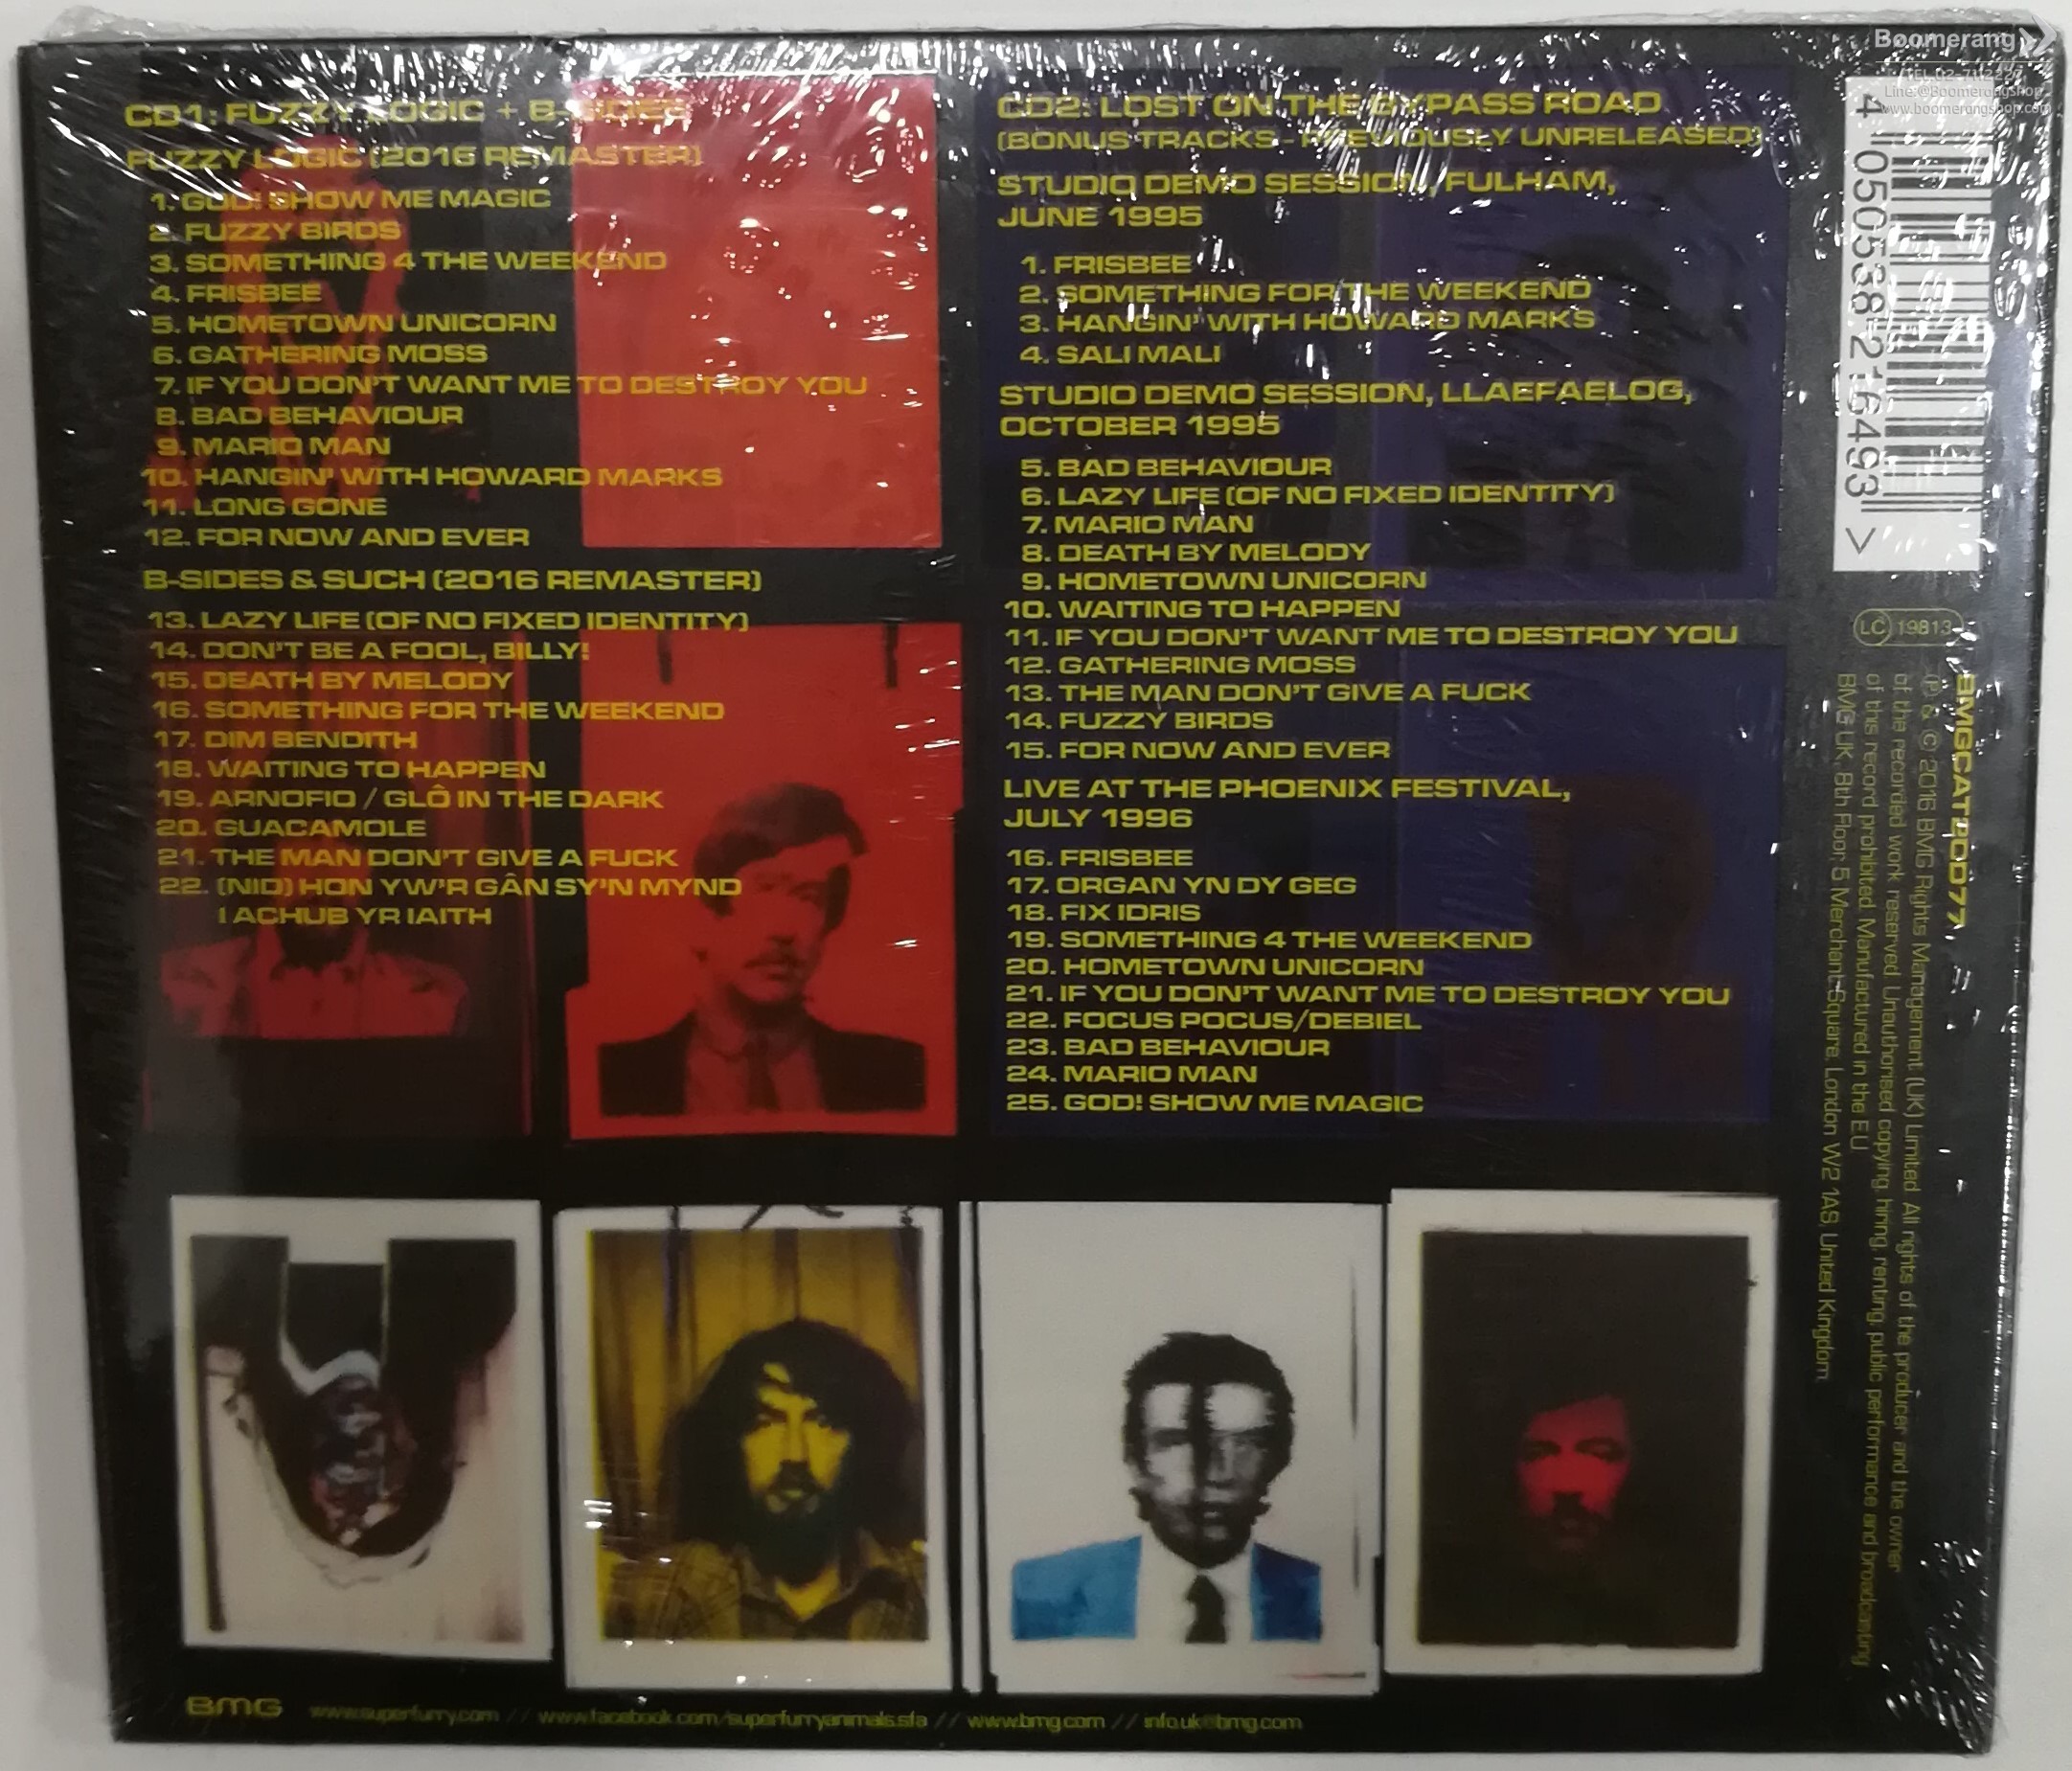 CD1: FUZZY LOGIC + B-SIDES
FUZZY LOGIC (2016 REMASTER)
1. GOD! SHOW ME MAGIC
2. FUZZY BIRDS
3. SOMETHING 4 THE WEEKEND
4. FRISBEE
5. HOMETOWN UNICORN
6. GATHERING MOSS
7. IF YOU DON'T WANT ME TO DESTROY YOU
8. BAD BEHAVIOUR
9. MARIO MAN
10. HANGIN' WITH HOWARD MARKS
11. LONG GONE
12. FOR NOW AND EVER
B-SIDES & SUCH (2016 REMASTER)
13. LAZY LIFE (OF NO FIXED IDENTITY)
14. DON'T BE A FOOL, BILLY!
15. DEATH BY MELODY
16. SOMETHING FOR THE WEEKEND
17. DIM BENDITH
18. WAITING TO HAPPEN
19. ARNOFIO / GLÔ IN THE DARK
20. GUACAMOLE
21. THE MAN DON'T GIVE A FUCK
22. (NID) HON YW'R GÂN SY'N MYND
I ACHUB YR IAITH
CD2: LOST ON THE BYPASS ROAD
(BONUS TRACKS - PREVIOUSLY UNRELEASED)
STUDIO DEMO SESSION, FULHAM,
JUNE 1995
1. FRISBEE
2. SOMETHING FOR THE WEEKEND
3. HANGIN' WITH HOWARD MARKS
4. SALI MALI
STUDIO DEMO SESSION, LLAEFAELOG,
OCTOBER 1995
5. BAD BEHAVIOUR
6. LAZY LIFE (OF NO FIXED IDENTITY)
7. MARIO MAN
8. DEATH BY MELODY
9. HOMETOWN UNICORN
10. WAITING TO HAPPEN
11. IF YOU DON'T WANT ME TO DESTROY YOU
12. GATHERING MOSS
13. THE MAN DON'T GIVE A FUCK
14. FUZZY BIRDS
15. FOR NOW AND EVER
LIVE AT THE PHOENIX FESTIVAL,
JULY 1996
16. FRISBEE
17. ORGAN YN DY GEG
18. FIX IDRIS
19. SOMETHING 4 THE WEEKEND
20. HOMETOWN UNICORN
21. IF YOU DON'T WANT ME TO DESTROY YOU
22. FOCUS POCUS/DEBIEL
23. BAD BEHAVIOUR
24. MARIO MAN
25. GOD! SHOW ME MAGIC
Boomerang
Line:@Boomerangshop
www.boomerangshop.com
4 050538 216493 >
LC 19813
BMGCAT2CD77
(P) & (C) 2016 BMG Rights Management (UK) Limited. All rights of the producer and the owner
of the recorded work reserved. Unauthorised copying, hiring, renting, public performance and broadcasting
of this record prohibited. Manufactured in the EU
BMG UK, 8th Floor, 5 Merchant Square, London W2 1AS, United Kingdom.
BMG www.superfurry.com // www.facebook.com/superfurryanimals.sfa // www.bmg.com // info.uk@bmg.com